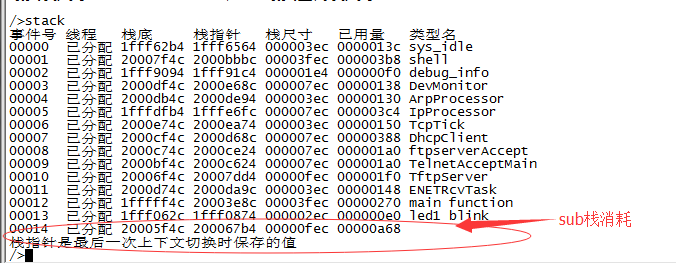 />stack
事件号 线程 栈底 栈指针 栈尺寸 已用量 类型名
00000 已分配 1fff62b4 1fff6564 000003ec 0000013c sys_idle
00001 已分配 20007f4c 2000bbbc 00003fec 000003b8 shell
00002 已分配 1fff9094 1fff91c4 000001e4 000000f0 debug_info
00003 已分配 2000df4c 2000e68c 000007ec 00000138 DevMonitor
00004 已分配 2000db4c 2000de94 000003ec 00000130 ArpProcessor
00005 已分配 1fffdfb4 1fffe6fc 000007ec 000003c4 IpProcessor
00006 已分配 2000e74c 2000ea74 000003ec 00000150 TcpTick
00007 已分配 2000cf4c 2000d68c 000007ec 00000388 DhcpClient
00008 已分配 2000c74c 2000ce24 000007ec 000001a0 ftpserverAccept
00009 已分配 2000bf4c 2000c624 000007ec 000001a0 TelnetAcceptMain
00010 已分配 20006f4c 20007dd4 00000fec 000001f0 TftpServer
00011 已分配 2000d74c 2000da9c 000003ec 00000148 ENETRcvTask
00012 已分配 1fffff4c 20003e8c 00003fec 00000270 main function
00013 已分配 1fff062c 1fff0874 000002ec 000000e0 led1 blink
00014 已分配 20005f4c 200067b4 00000fec 00000a68
sub栈消耗
栈指针是最后一次上下文切换时保存的值
/>